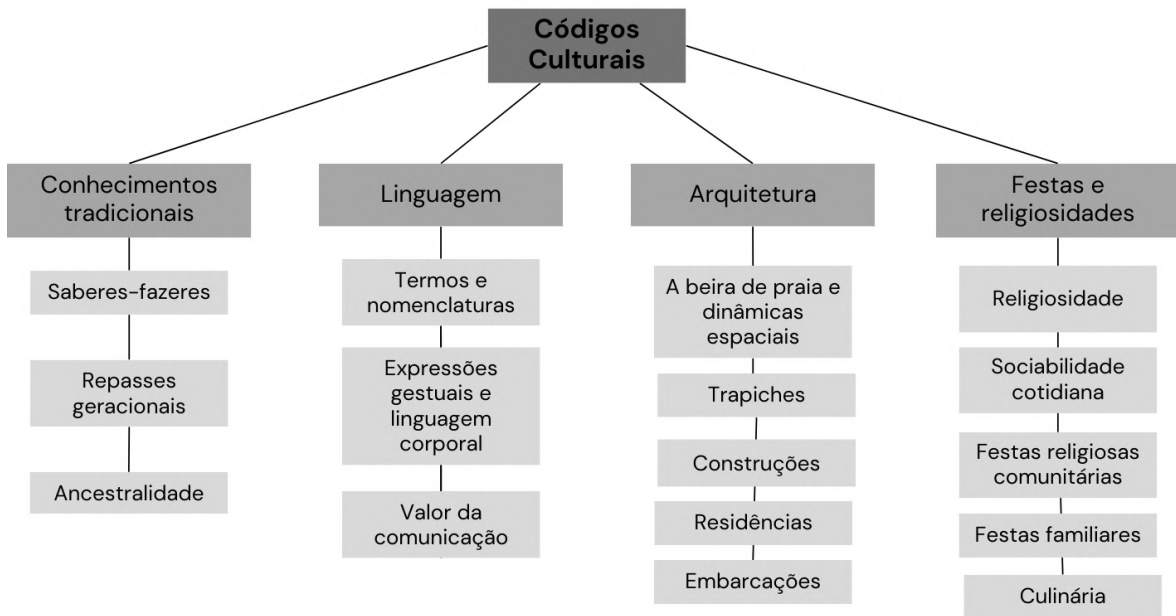 Códigos
Culturais
Conhecimentos
tradicionais
Saberes-fazeres
Repasses
geracionais
Ancestralidade
Linguagem
Termos e
nomenclaturas
Expressões
gestuais e
linguagem
corporal
Valor da
comunicação
Arquitetura
A beira de praia e
dinâmicas
espaciais
Trapiches
Construções
Residências
Embarcações
Festas e
religiosidades
Religiosidade
Sociabilidade
cotidiana
Festas religiosas
comunitárias
Festas familiares
Culinária